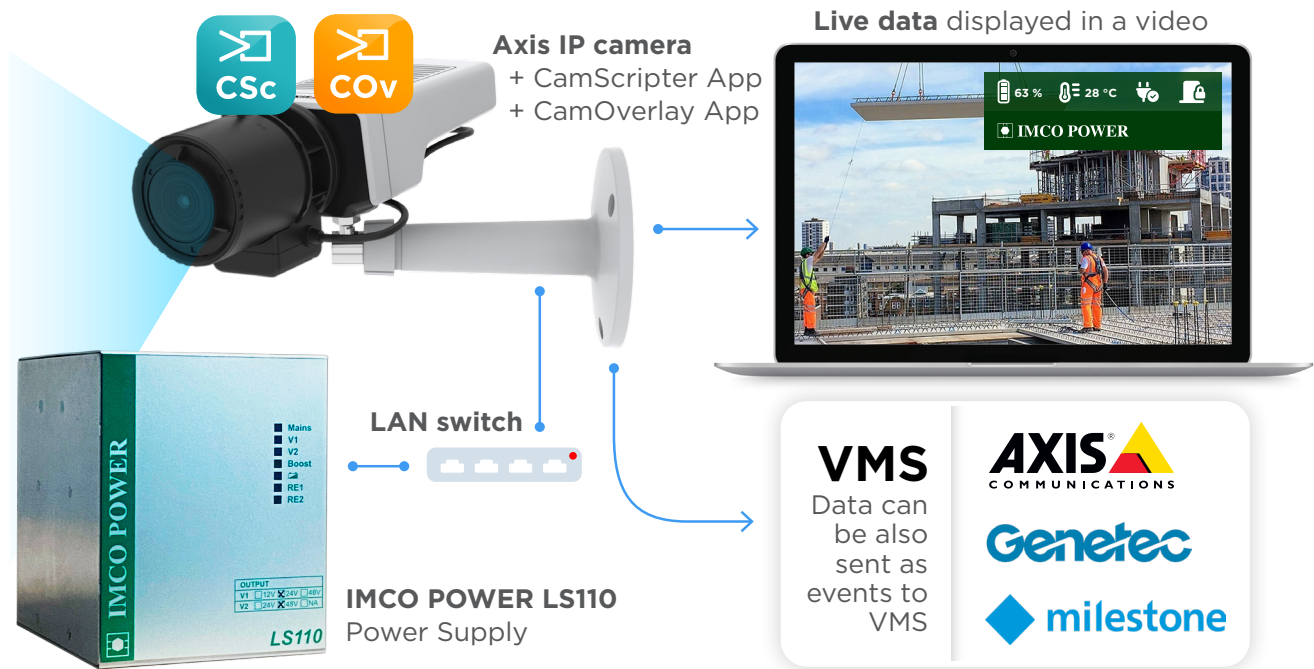 CSc
COv
Axis IP camera
+ CamScripter App
+ CamOverlay App
Live data displayed in a video
63 %
28 °C
IMCO POWER
LAN switch
IMCO POWER
Mains
V1
V2
Boost
RE1
RE2
OUTPUT
V1 12V 24V 48V
V2 24V 48V NA
LS110
IMCO POWER LS110
Power Supply
VMS
Data can
be also
sent as
events to
VMS
AXIS®
COMMUNICATIONS
Genetec
milestone